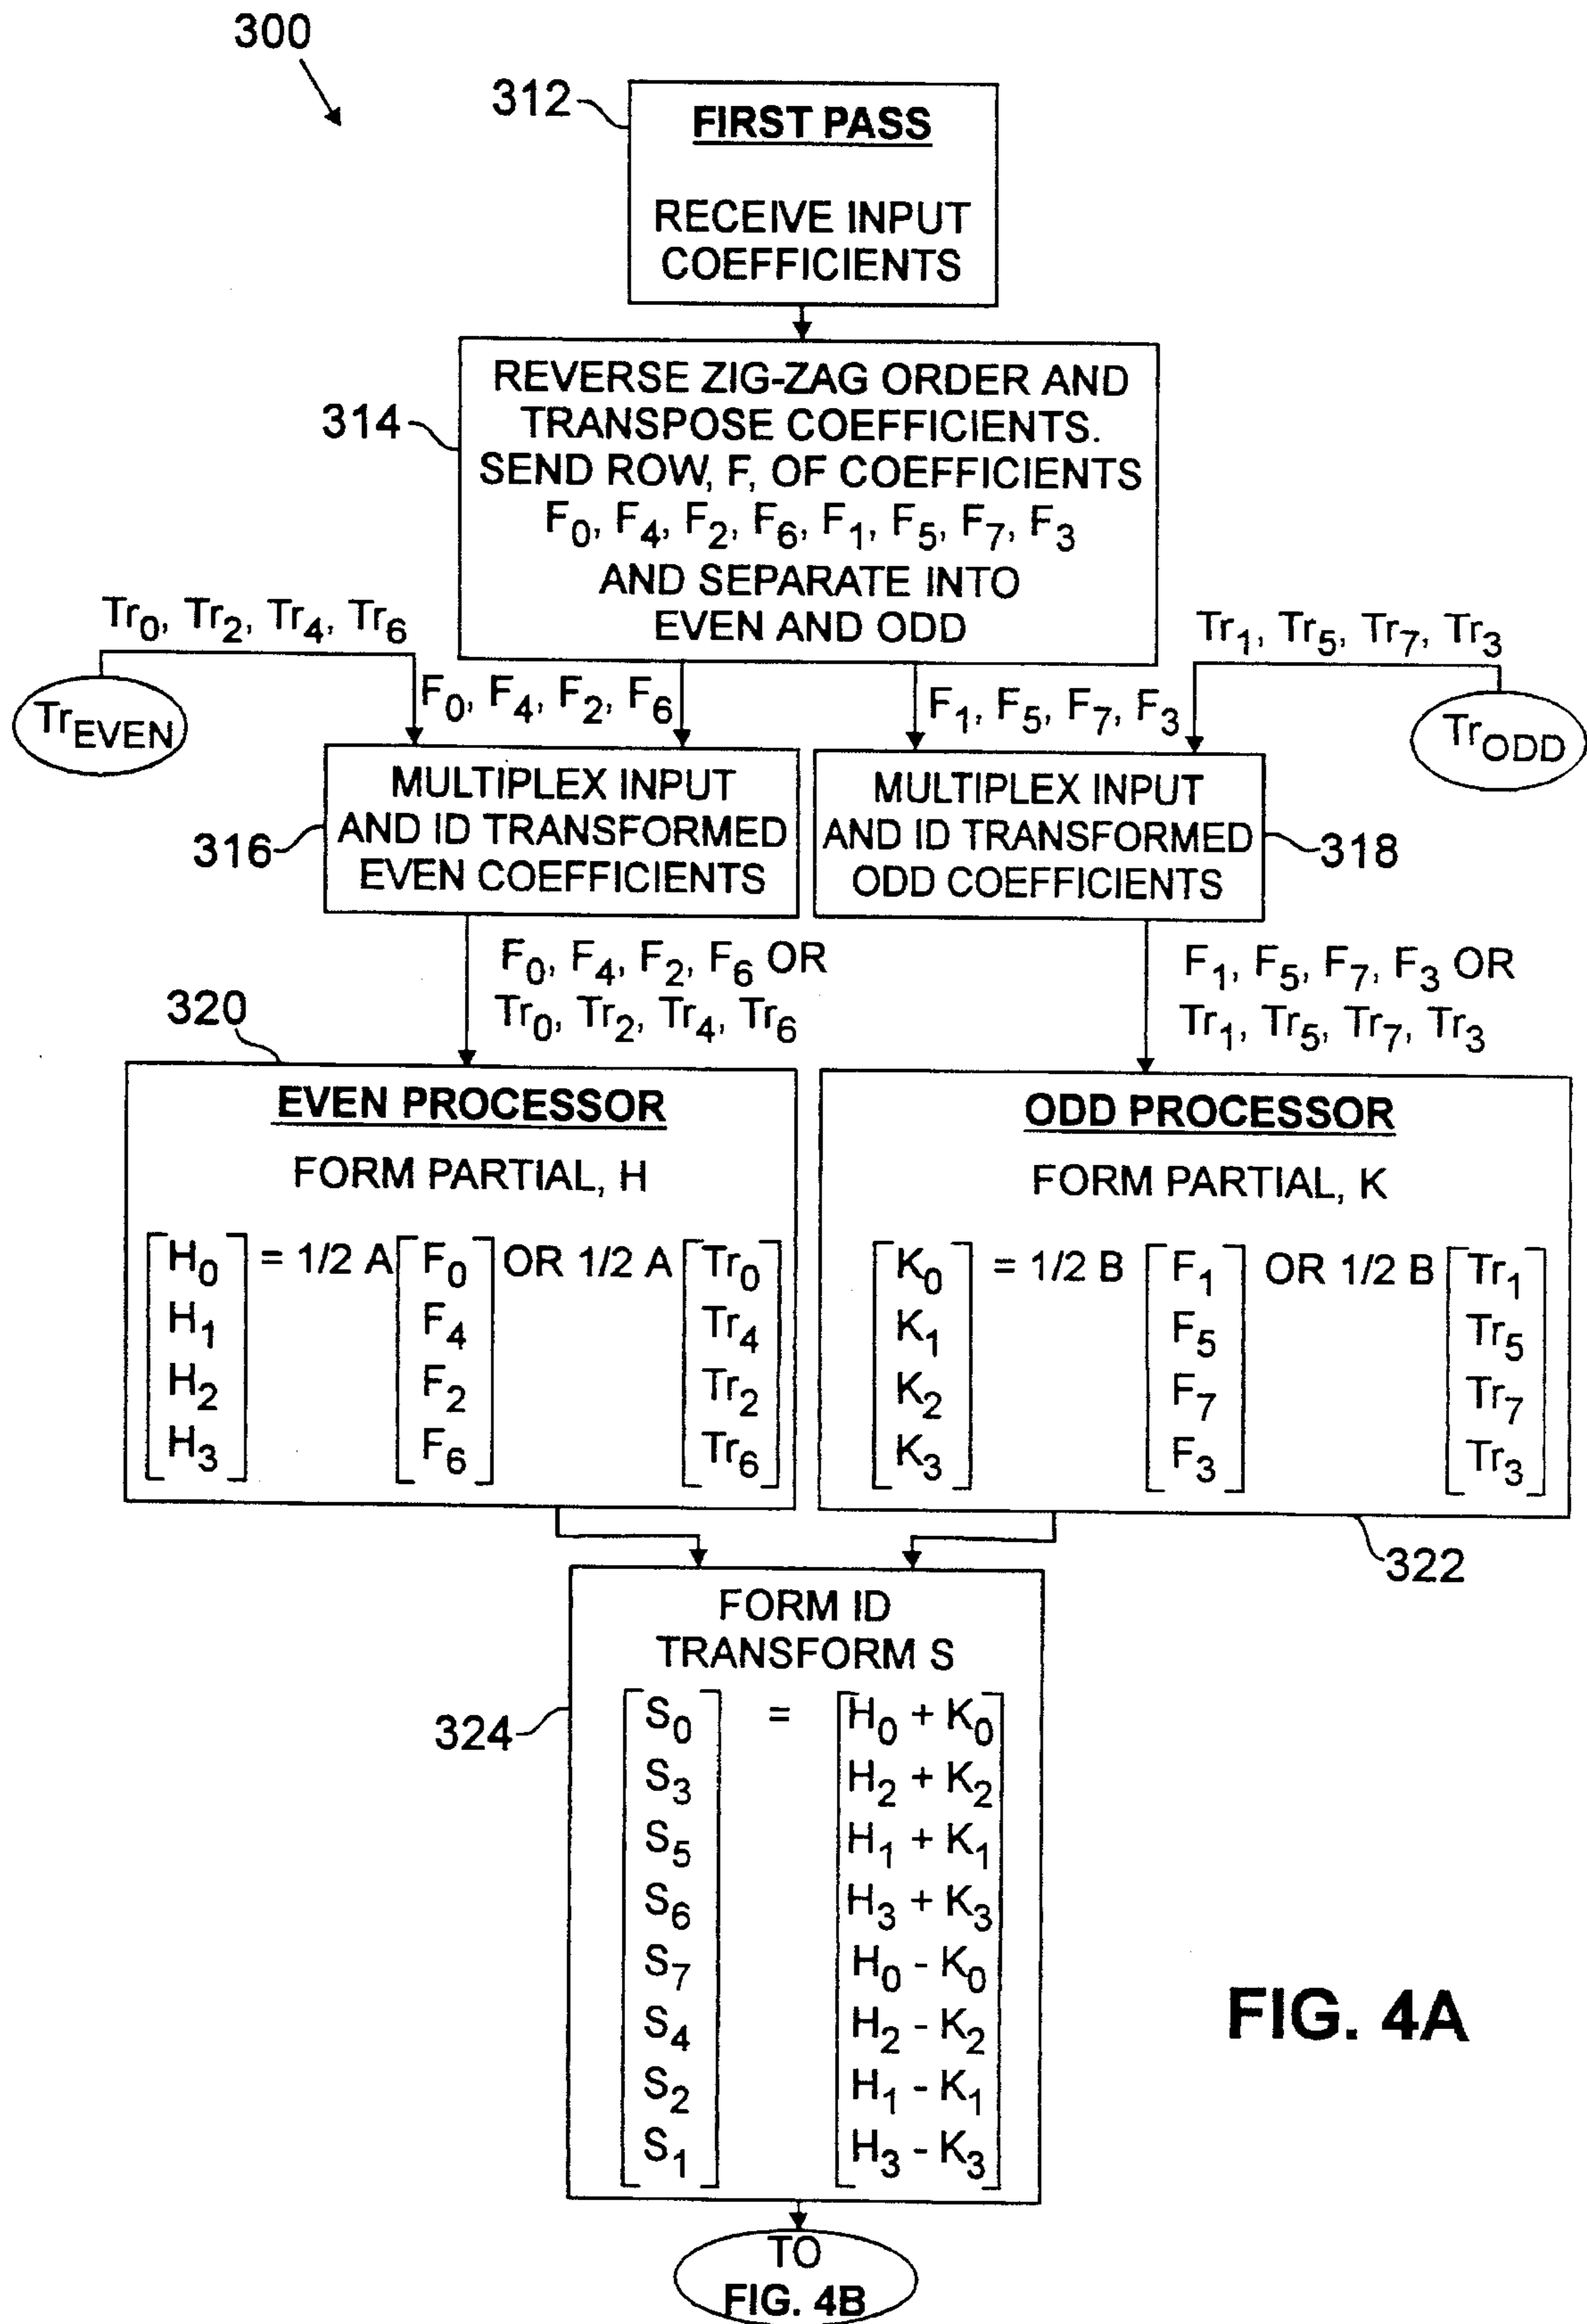 300
312
FIRST PASS
RECEIVE INPUT
COEFFICIENTS
314
REVERSE ZIG-ZAG ORDER AND
TRANSPOSE COEFFICIENTS.
SEND ROW, F, OF COEFFICIENTS
F0, F4, F2, F6, F1, F5, F7, F3
AND SEPARATE INTO
EVEN AND ODD
Tr0, Tr2, Tr4, Tr6
TrEVEN
F0, F4, F2, F6
F1, F5, F7, F3
Tr1, Tr5, Tr7, Tr3
TrODD
316
MULTIPLEX INPUT
AND ID TRANSFORMED
EVEN COEFFICIENTS
MULTIPLEX INPUT
AND ID TRANSFORMED
ODD COEFFICIENTS
318
F0, F4, F2, F6 OR
Tr0, Tr2, Tr4, Tr6
F1, F5, F7, F3 OR
Tr1, Tr5, Tr7, Tr3
320
EVEN PROCESSOR
FORM PARTIAL, H
H0 = 1/2 A F0 OR 1/2 A Tr0
H1 F4 Tr4
H2 F2 Tr2
H3 F6 Tr6
ODD PROCESSOR
FORM PARTIAL, K
K0 = 1/2 B F1 OR 1/2 B Tr1
K1 F5 Tr5
K2 F7 Tr7
K3 F3 Tr3
322
324
FORM ID
TRANSFORM S
S0 = H0 + K0
S3 H2 + K2
S5 H1 + K1
S6 H3 + K3
S7 H0 - K0
S4 H2 - K2
S2 H1 - K1
S1 H3 - K3
TO
FIG. 4B
FIG. 4A